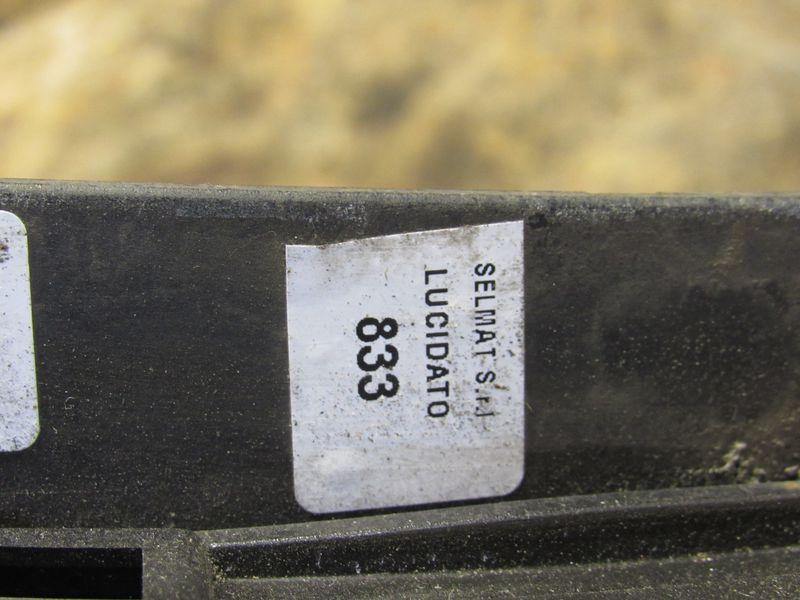 SELMAT S.r.l
LUCIDATO
833